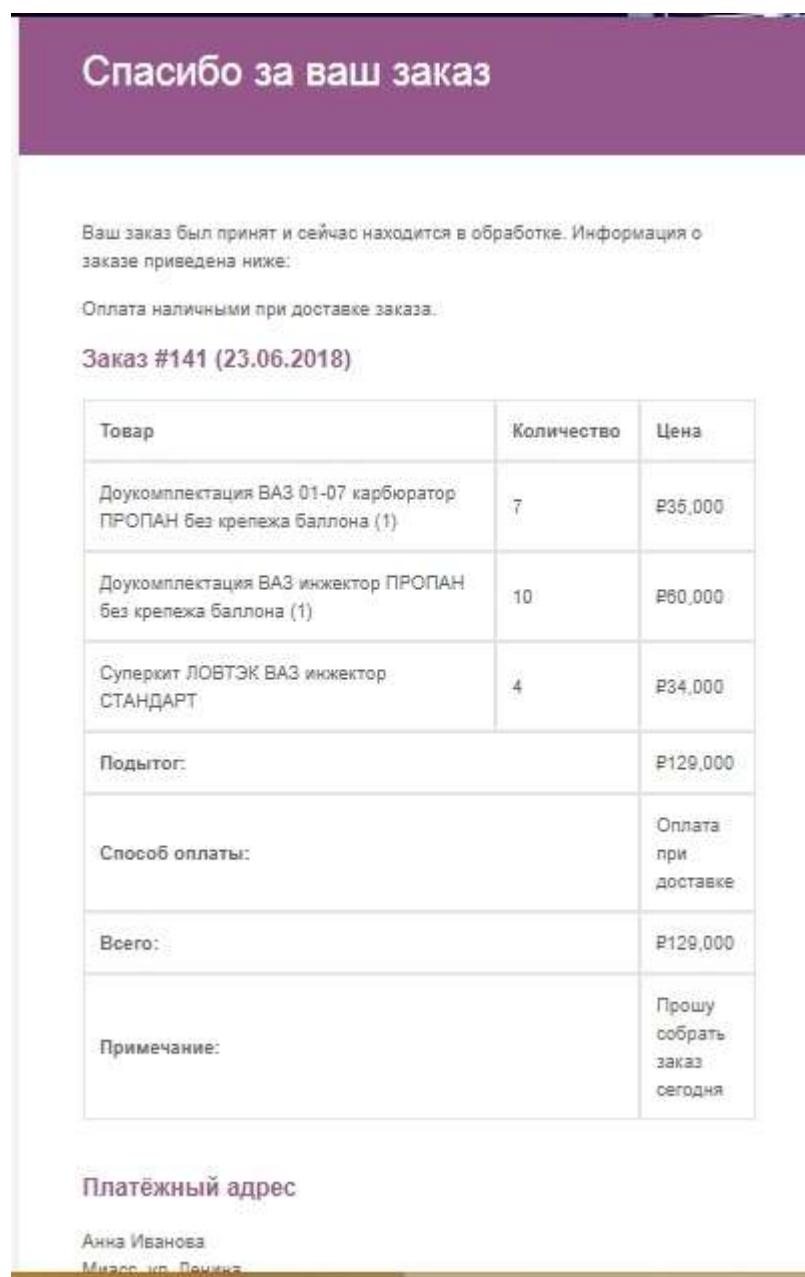 Спасибо за ваш заказ
Ваш заказ был принят и сейчас находится в обработке. Информация о
заказе приведена ниже:
Оплата наличными при доставке заказа.
Заказ #141 (23.06.2018)
Товар Количество Цена
Доукомплектация ВАЗ 01-07 карбюратор
ПРОПАН без крепежа баллона (1)
7 ₽35,000
Доукомплектация ВАЗ инжектор ПРОПАН
без крепежа баллона (1)
10 ₽60,000
Суперкит ЛОВТЭК ВАЗ инжектор
СТАНДАРТ
4 ₽34,000
Подытог: ₽129,000
Способ оплаты:
Оплата
при
доставке
Всего: ₽129,000
Примечание:
Прошу
собрать
заказ
сегодня
Платёжный адрес
Анна Иванова
Миасс, ул. Ленина